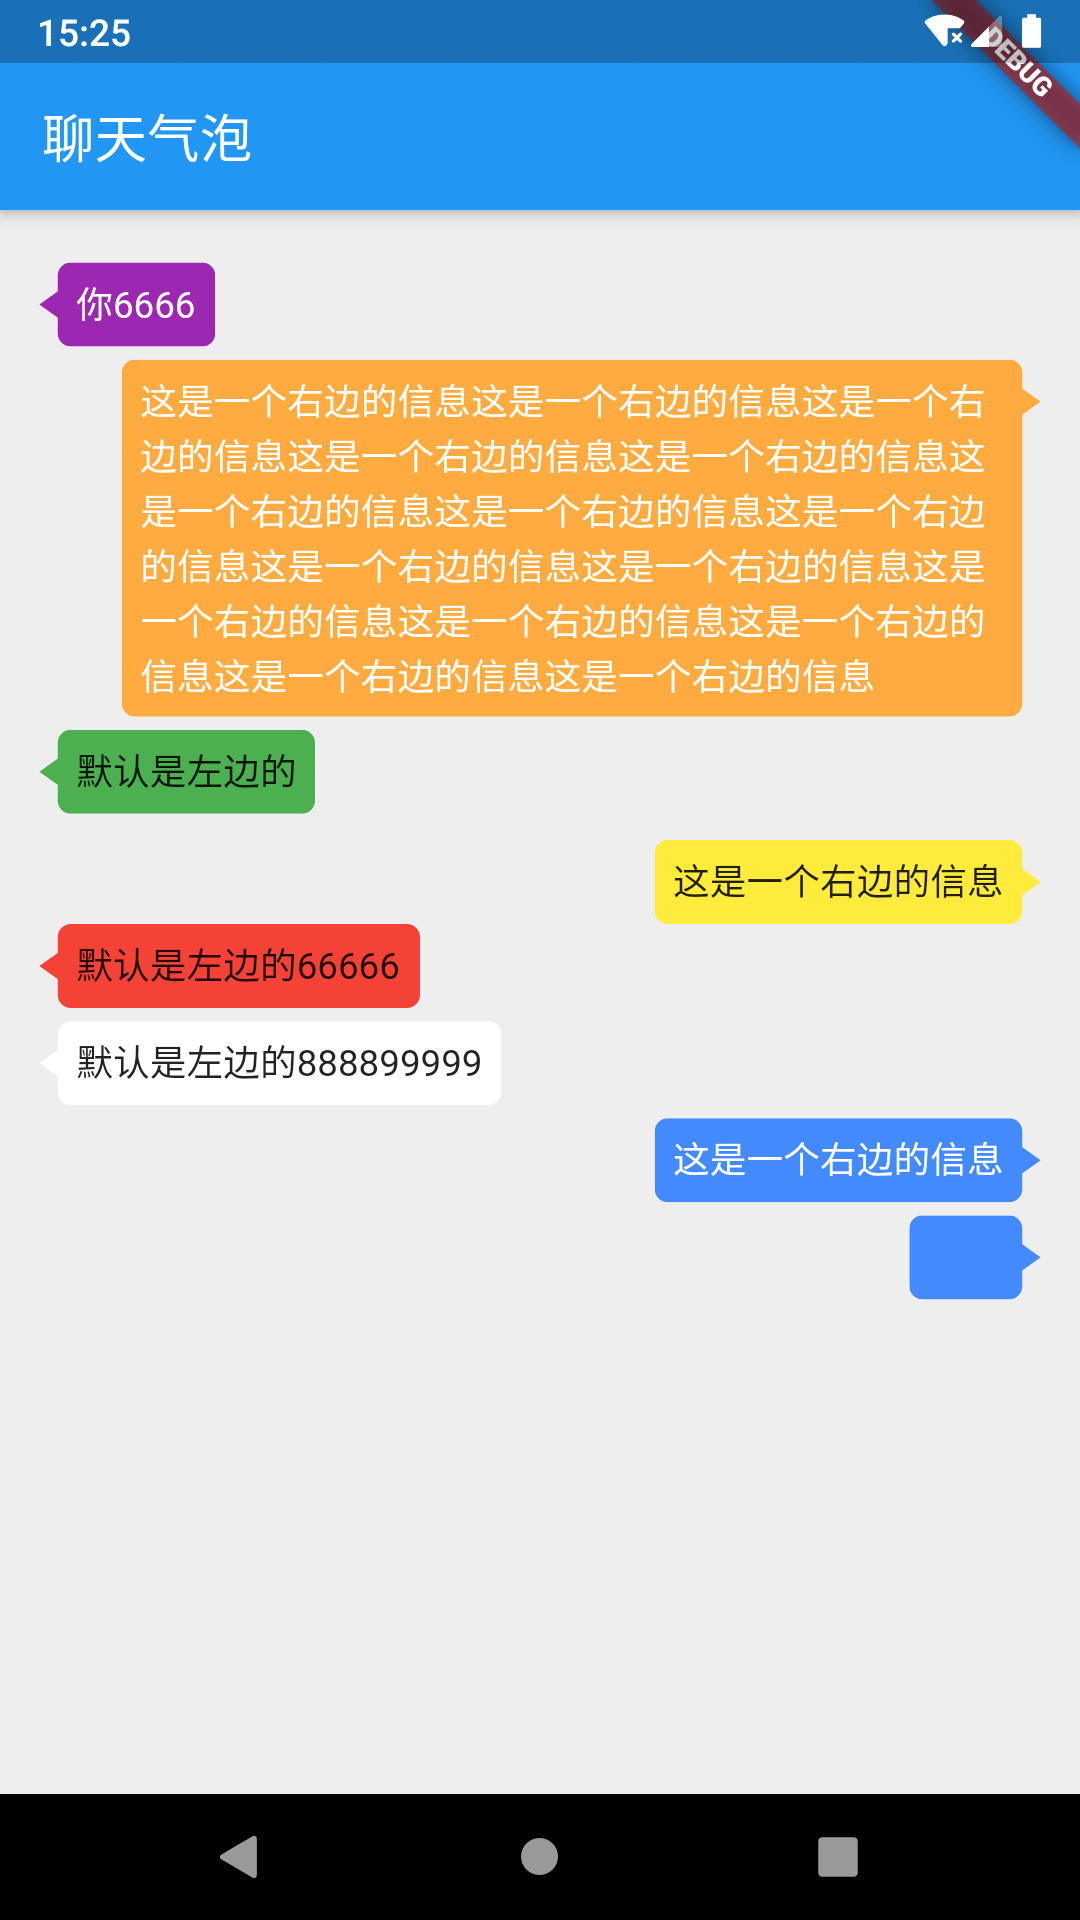 15:25
DEBUG
聊天气泡
你6666
这是一个右边的信息这是一个右边的信息这是一个右
边的信息这是一个右边的信息这是一个右边的信息这
是一个右边的信息这是一个右边的信息这是一个右边
的信息这是一个右边的信息这是一个右边的信息这是
一个右边的信息这是一个右边的信息这是一个右边的
信息这是一个右边的信息这是一个右边的信息
默认是左边的
这是一个右边的信息
默认是左边的66666
默认是左边的888899999
这是一个右边的信息